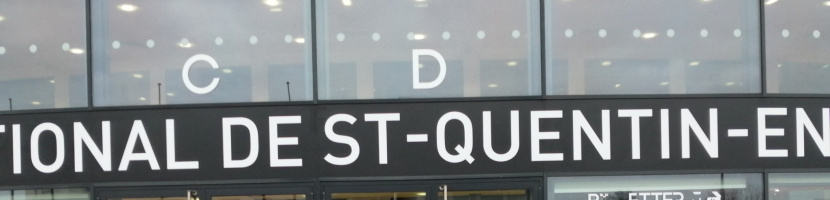 C D
TIONAL DE ST-QUENTIN-EN